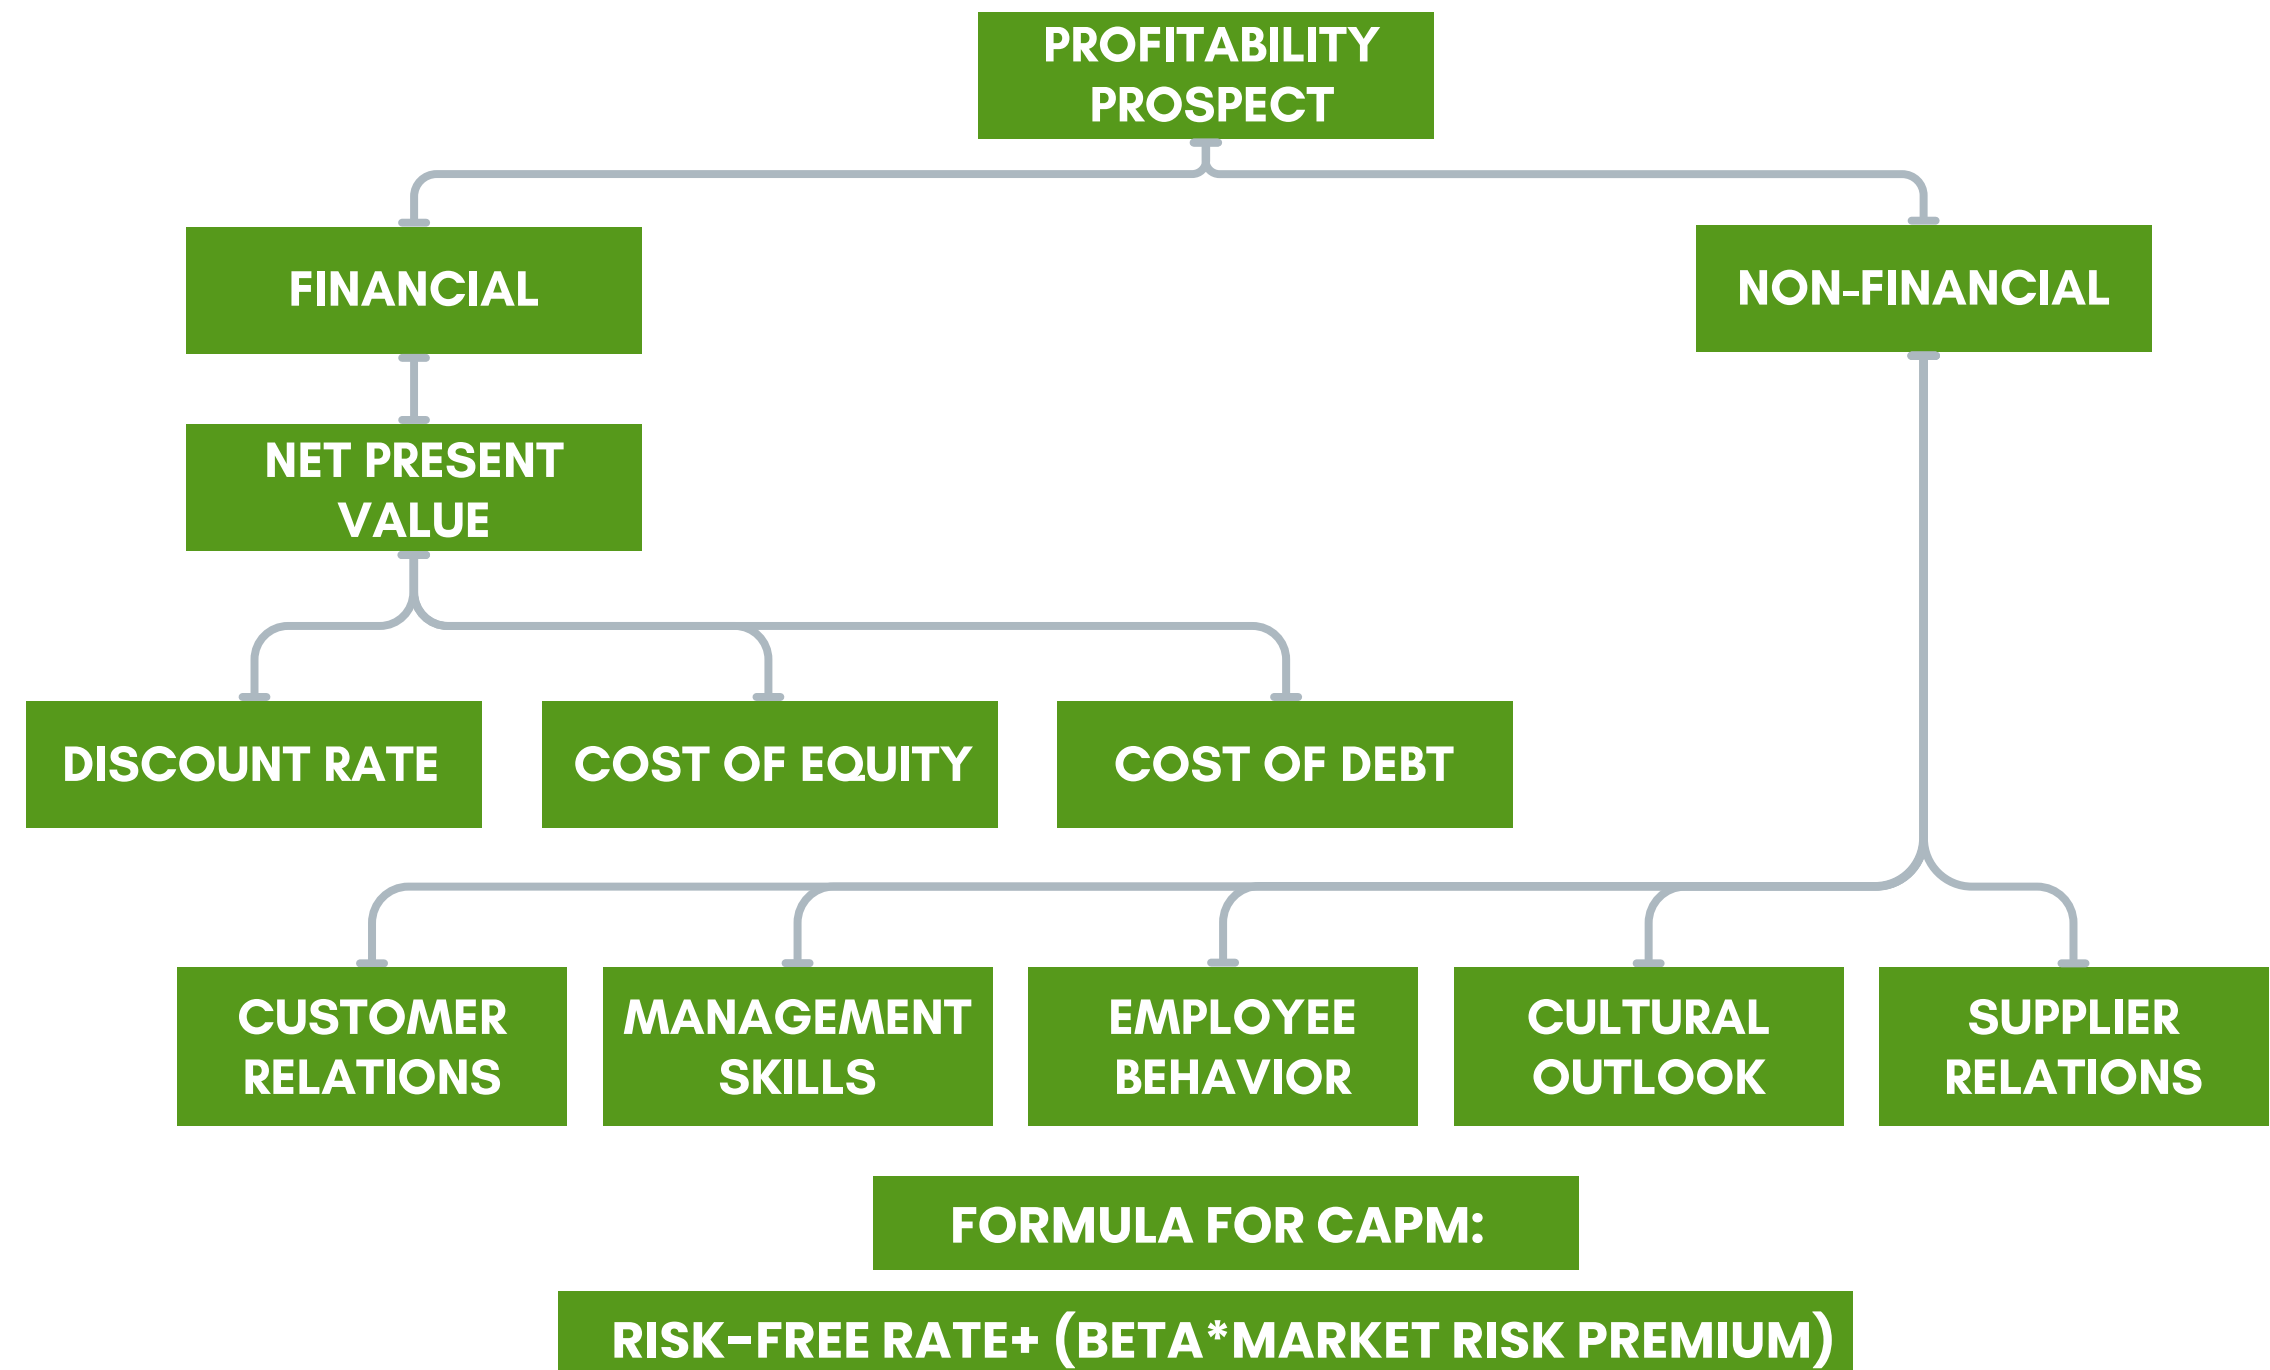 PROFITABILITY
PROSPECT
FINANCIAL
NON-FINANCIAL
NET PRESENT
VALUE
DISCOUNT RATE
COST OF EQUITY
COST OF DEBT
CUSTOMER
RELATIONS
MANAGEMENT
SKILLS
EMPLOYEE
BEHAVIOR
CULTURAL
OUTLOOK
SUPPLIER
RELATIONS
FORMULA FOR CAPM:
RISK-FREE RATE+ (BETA*MARKET RISK PREMIUM)